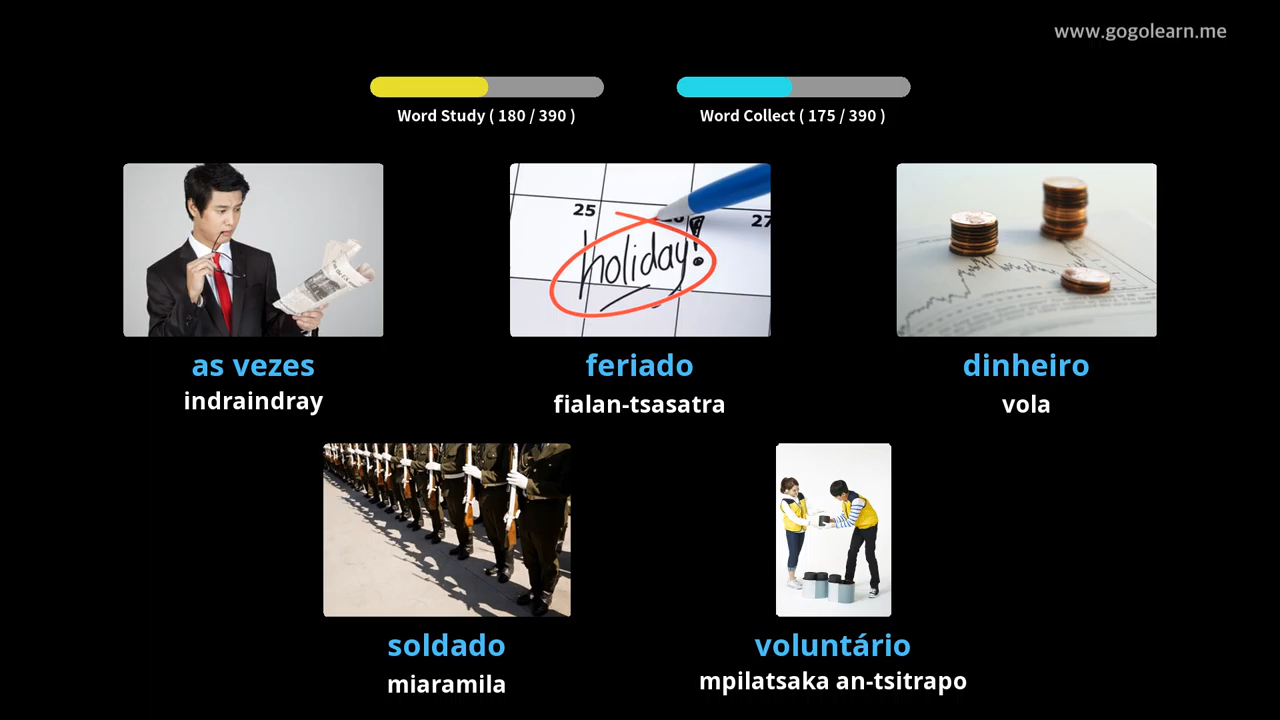 www.gogolearn.me
Word Study ( 180 / 390 )
Word Collect ( 175 / 390 )
25
27
holiday!
as vezes
indraindray
feriado
fialan-tsasatra
dinheiro
vola
soldado
miaramila
voluntário
mpilatsaka an-tsitrapo